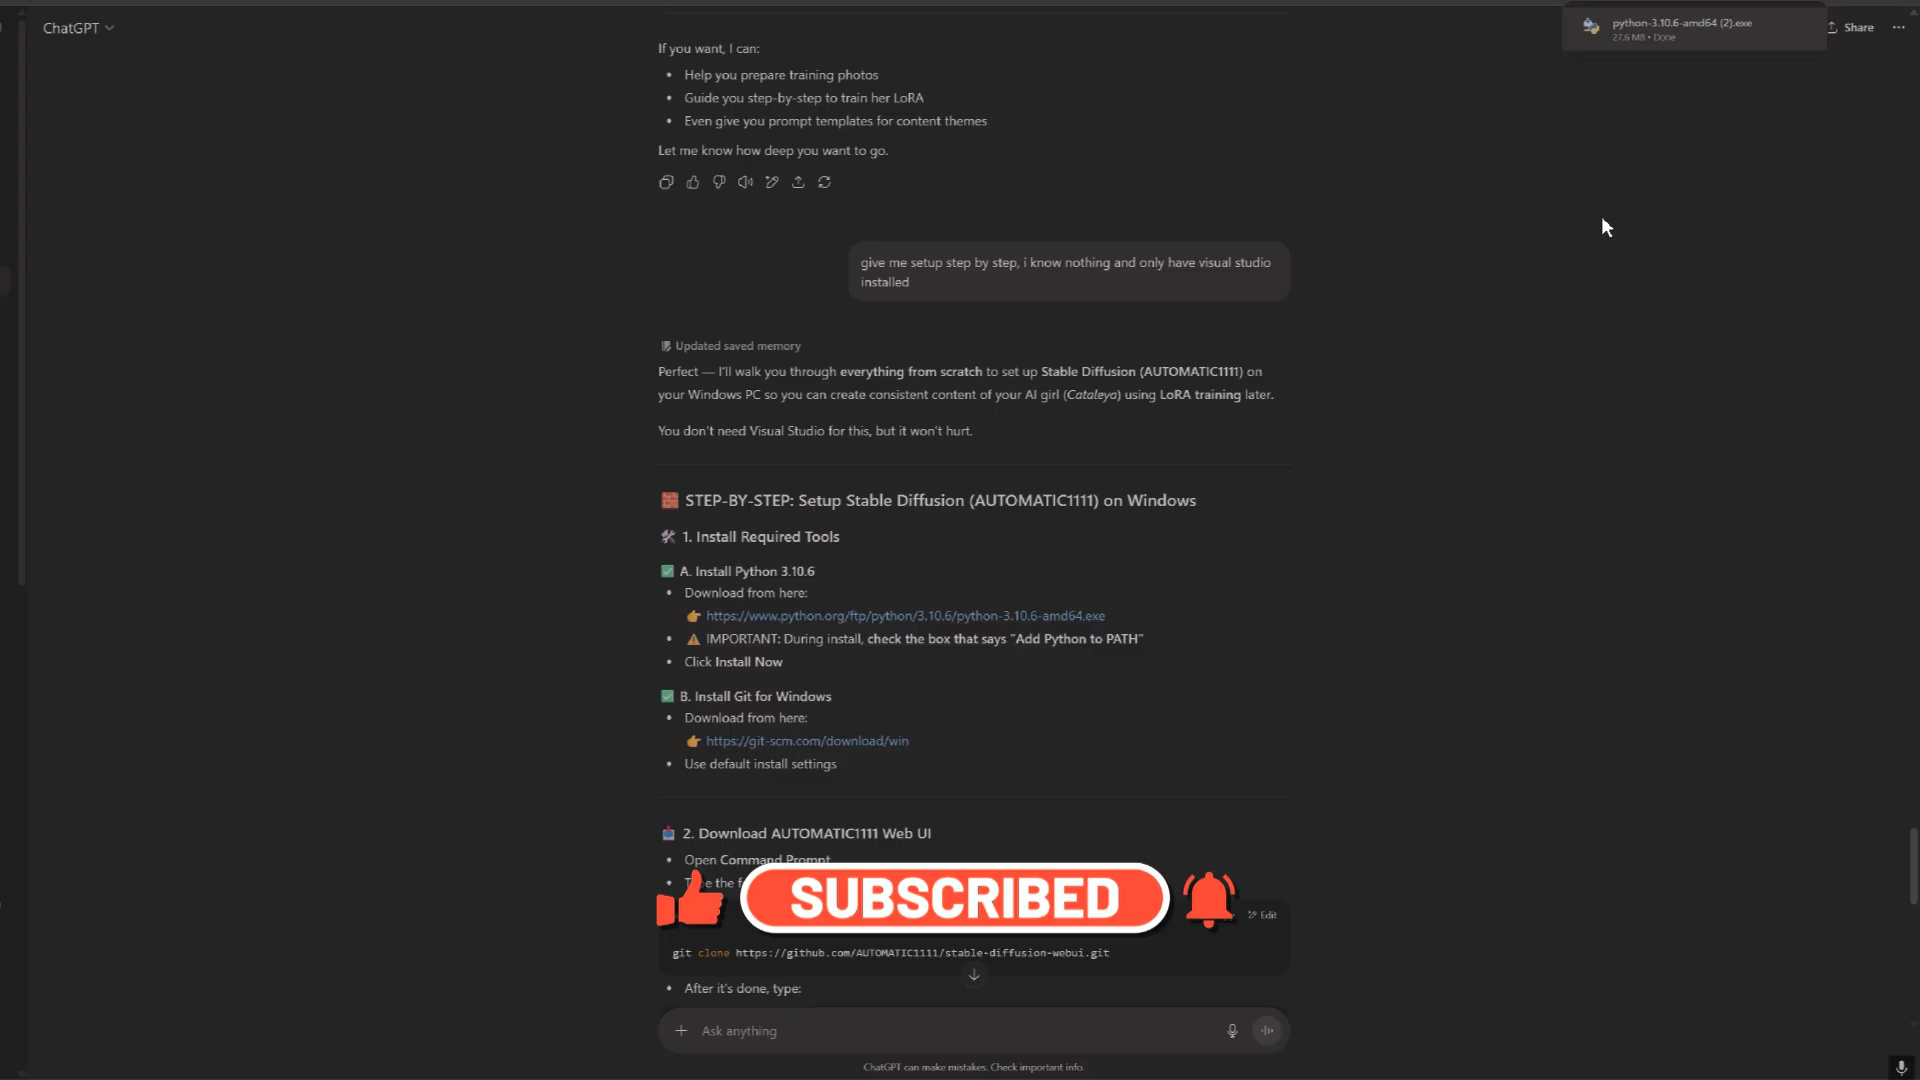 ChatGPT
python-3.10.6-amd64 (2).exe
27.6 MB • Done
Share
If you want, I can:
• Help you prepare training photos
• Guide you step-by-step to train her LoRA
• Even give you prompt templates for content themes
Let me know how deep you want to go.
give me setup step by step, i know nothing and only have visual studio
installed
Updated saved memory
Perfect — I'll walk you through everything from scratch to set up Stable Diffusion (AUTOMATIC1111) on
your Windows PC so you can create consistent content of your AI girl (Cataleya) using LoRA training later.
You don't need Visual Studio for this, but it won't hurt.
STEP-BY-STEP: Setup Stable Diffusion (AUTOMATIC1111) on Windows
1. Install Required Tools
A. Install Python 3.10.6
• Download from here:
https://www.python.org/ftp/python/3.10.6/python-3.10.6-amd64.exe
• IMPORTANT: During install, check the box that says "Add Python to PATH"
• Click Install Now
B. Install Git for Windows
• Download from here:
https://git-scm.com/download/win
• Use default install settings
2. Download AUTOMATIC1111 Web UI
• Open Command Prompt
• the
SUBSCRIBED
Edit
git clone https://github.com/AUTOMATIC1111/stable-diffusion-webui.git
• After it's done, type:
Ask anything
ChatGPT can make mistakes. Check important info.